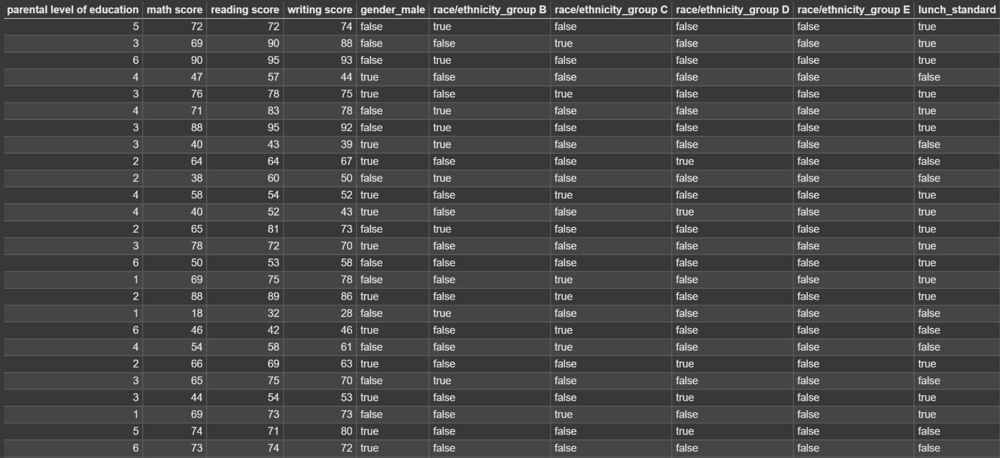 parental level of education math score reading score writing score gender_male race/ethnicity_group B race/ethnicity_group C race/ethnicity_group D race/ethnicity_group E lunch_standard
5 72 72 74 false true false false false true
3 69 90 88 false false true false false true
6 90 95 93 false true false false false true
4 47 57 44 true false false false false false
3 76 78 75 true false true false false true
4 71 83 78 false true false false false true
3 88 95 92 false true false false false true
3 40 43 39 true true false false false false
2 64 64 67 true false false true false false
2 38 60 50 false true false false false false
4 58 54 52 true false true false false true
4 40 52 43 true false false true false true
2 65 81 73 false true false false false true
3 78 72 70 true false false false false true
6 50 53 58 false false false false false true
1 69 75 78 false false true false false true
2 88 89 86 true false true false false true
1 18 32 28 false true false false false false
6 46 42 46 true false true false false false
4 54 58 61 false false true false false false
2 66 69 63 true false false true false true
3 65 75 70 false true false false false false
3 44 54 53 true false false true false true
1 69 73 73 false false true false false true
5 74 71 80 true false false true false false
6 73 74 72 true false false false false false